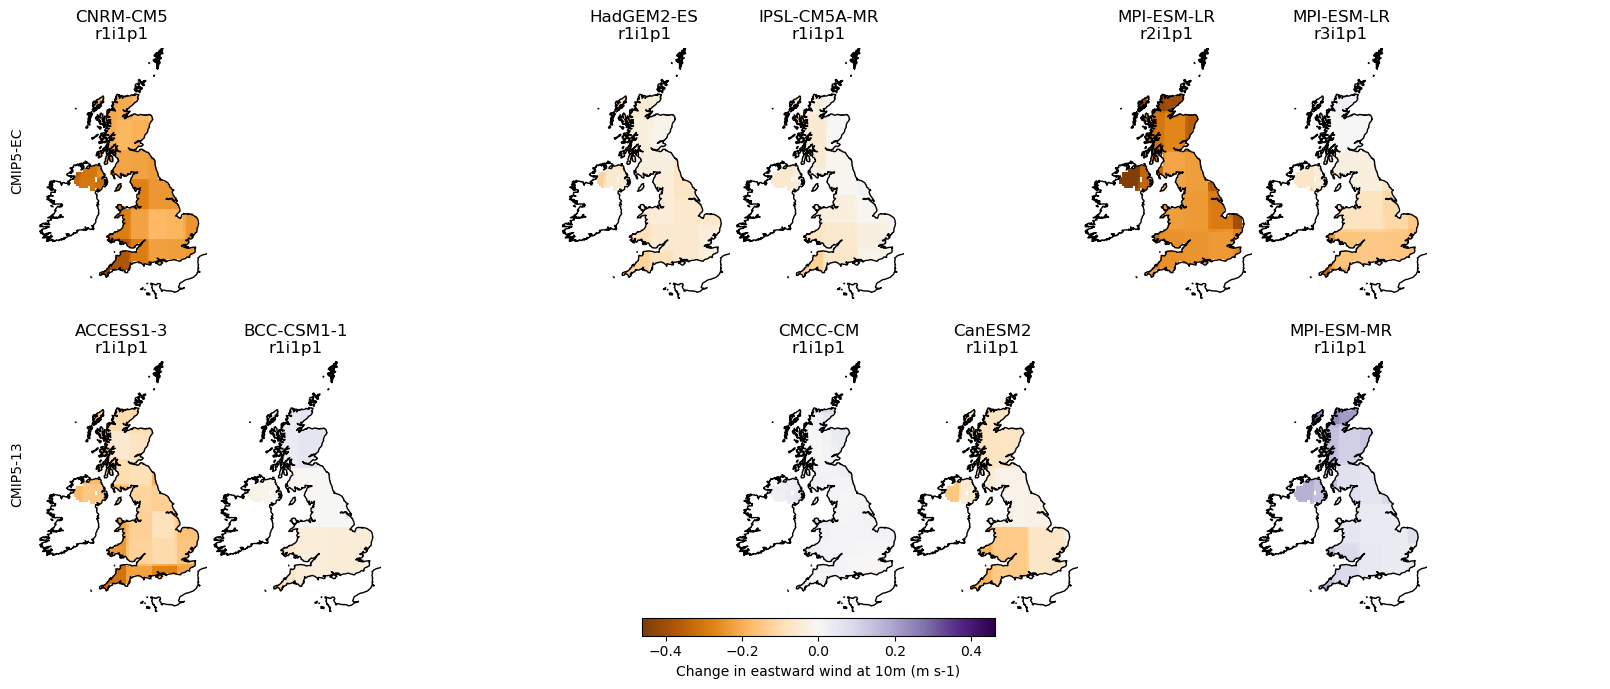 CNRM-CM5
r1i1p1
HadGEM2-ES
r1i1p1
IPSL-CM5A-MR
r1i1p1
MPI-ESM-LR
r2i1p1
MPI-ESM-LR
r3i1p1
CMIP5-EC
ACCESS1-3
r1i1p1
BCC-CSM1-1
r1i1p1
CMCC-CM
r1i1p1
CanESM2
r1i1p1
MPI-ESM-MR
r1i1p1
CMIP5-13
−0.4 −0.2 0.0 0.2 0.4
Change in eastward wind at 10m (m s-1)